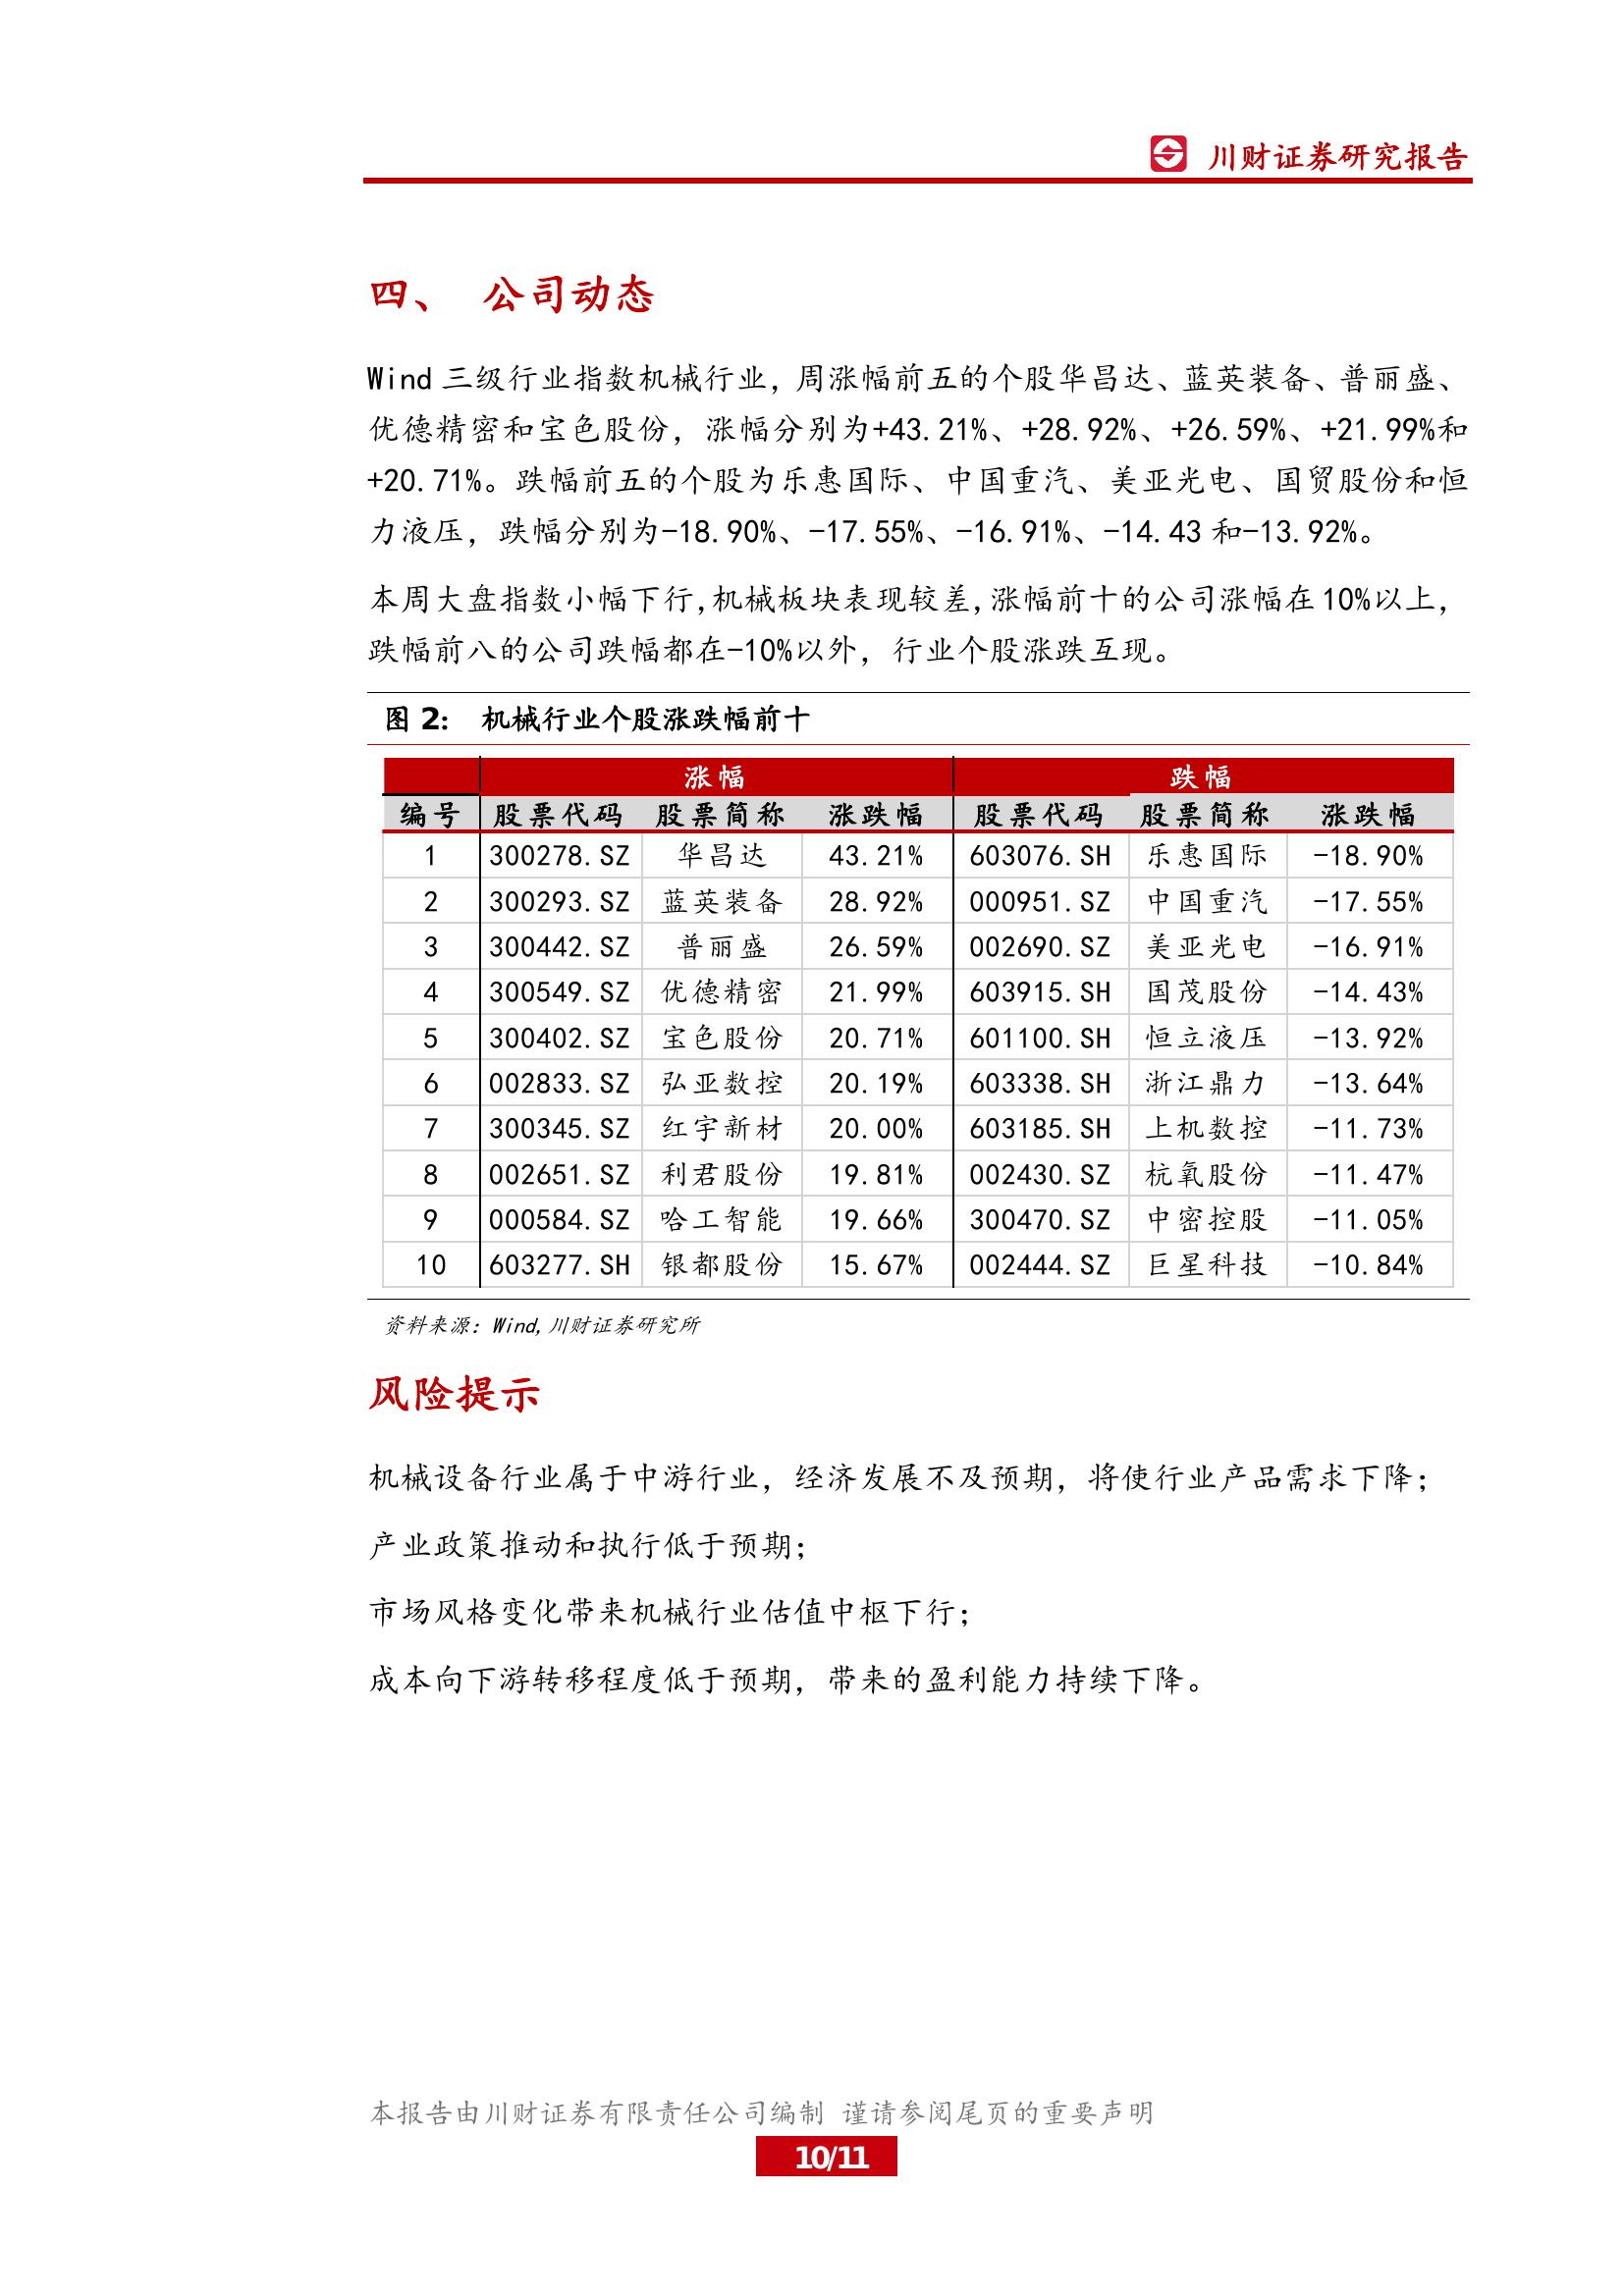 川财证券研究报告
四、 公司动态
Wind 三级行业指数机械行业，周涨幅前五的个股华昌达、蓝英装备、普丽盛、
优德精密和宝色股份，涨幅分别为+43.21%、+28.92%、+26.59%、+21.99%和
+20.71%。跌幅前五的个股为乐惠国际、中国重汽、美亚光电、国贸股份和恒
力液压，跌幅分别为-18.90%、-17.55%、-16.91%、-14.43 和-13.92%。
本周大盘指数小幅下行,机械板块表现较差,涨幅前十的公司涨幅在 10%以上，
跌幅前八的公司跌幅都在-10%以外，行业个股涨跌互现。
图 2： 机械行业个股涨跌幅前十
涨幅 跌幅
编号 股票代码 股票简称 涨跌幅 股票代码 股票简称 涨跌幅
1 300278.SZ 华昌达 43.21% 603076.SH 乐惠国际 -18.90%
2 300293.SZ 蓝英装备 28.92% 000951.SZ 中国重汽 -17.55%
3 300442.SZ 普丽盛 26.59% 002690.SZ 美亚光电 -16.91%
4 300549.SZ 优德精密 21.99% 603915.SH 国茂股份 -14.43%
5 300402.SZ 宝色股份 20.71% 601100.SH 恒立液压 -13.92%
6 002833.SZ 弘亚数控 20.19% 603338.SH 浙江鼎力 -13.64%
7 300345.SZ 红宇新材 20.00% 603185.SH 上机数控 -11.73%
8 002651.SZ 利君股份 19.81% 002430.SZ 杭氧股份 -11.47%
9 000584.SZ 哈工智能 19.66% 300470.SZ 中密控股 -11.05%
10 603277.SH 银都股份 15.67% 002444.SZ 巨星科技 -10.84%
资料来源：Wind,川财证券研究所
风险提示
机械设备行业属于中游行业，经济发展不及预期，将使行业产品需求下降；
产业政策推动和执行低于预期；
市场风格变化带来机械行业估值中枢下行；
成本向下游转移程度低于预期，带来的盈利能力持续下降。
本报告由川财证券有限责任公司编制 谨请参阅尾页的重要声明
10/11